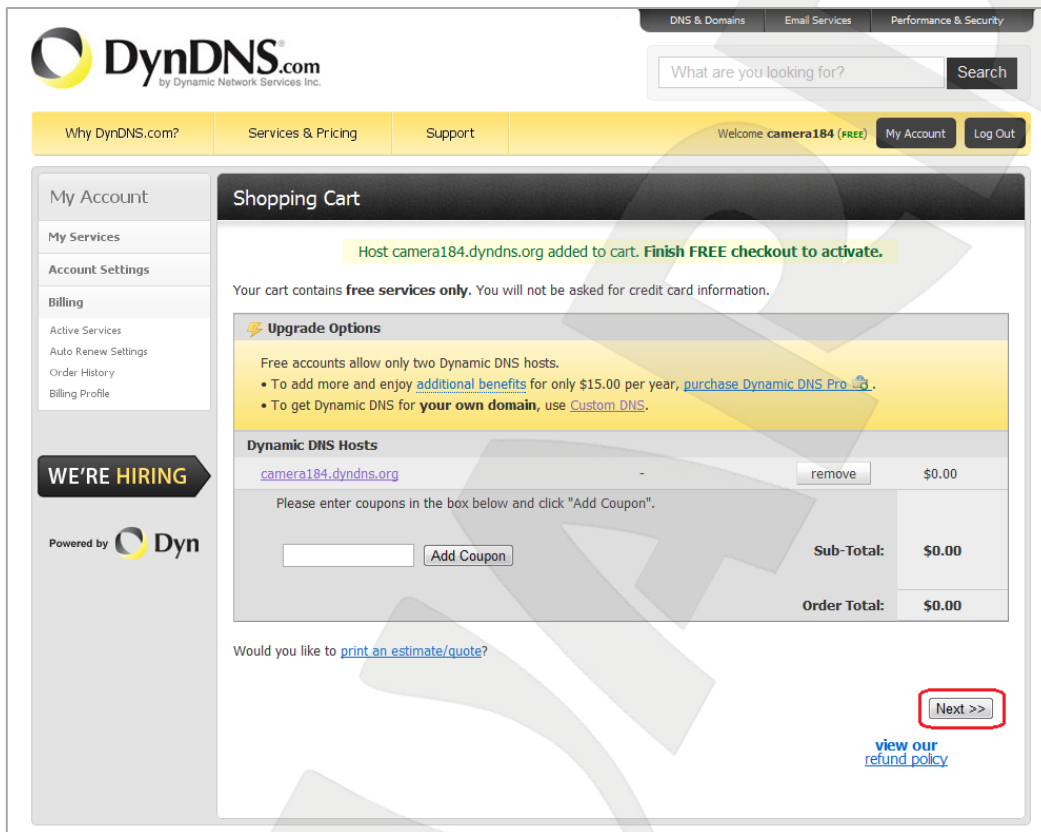 DNS & Domains Email Services Performance & Security
DynDNS.com
by Dynamic Network Services Inc.
What are you looking for? Search
Why DynDNS.com? Services & Pricing Support Welcome camera184 (FREE) My Account Log Out
My Account
My Services
Account Settings
Billing
Active Services
Auto Renew Settings
Order History
Billing Profile
WE'RE HIRING
Powered by Dyn
Shopping Cart
Host camera184.dyndns.org added to cart. Finish FREE checkout to activate.
Your cart contains free services only. You will not be asked for credit card information.
Upgrade Options
Free accounts allow only two Dynamic DNS hosts.
• To add more and enjoy additional benefits for only $15.00 per year, purchase Dynamic DNS Pro .
• To get Dynamic DNS for your own domain, use Custom DNS.
Dynamic DNS Hosts
camera184.dyndns.org - remove $0.00
Please enter coupons in the box below and click "Add Coupon".
Add Coupon Sub-Total: $0.00
Order Total: $0.00
Would you like to print an estimate/quote?
Next >>
view our
refund policy